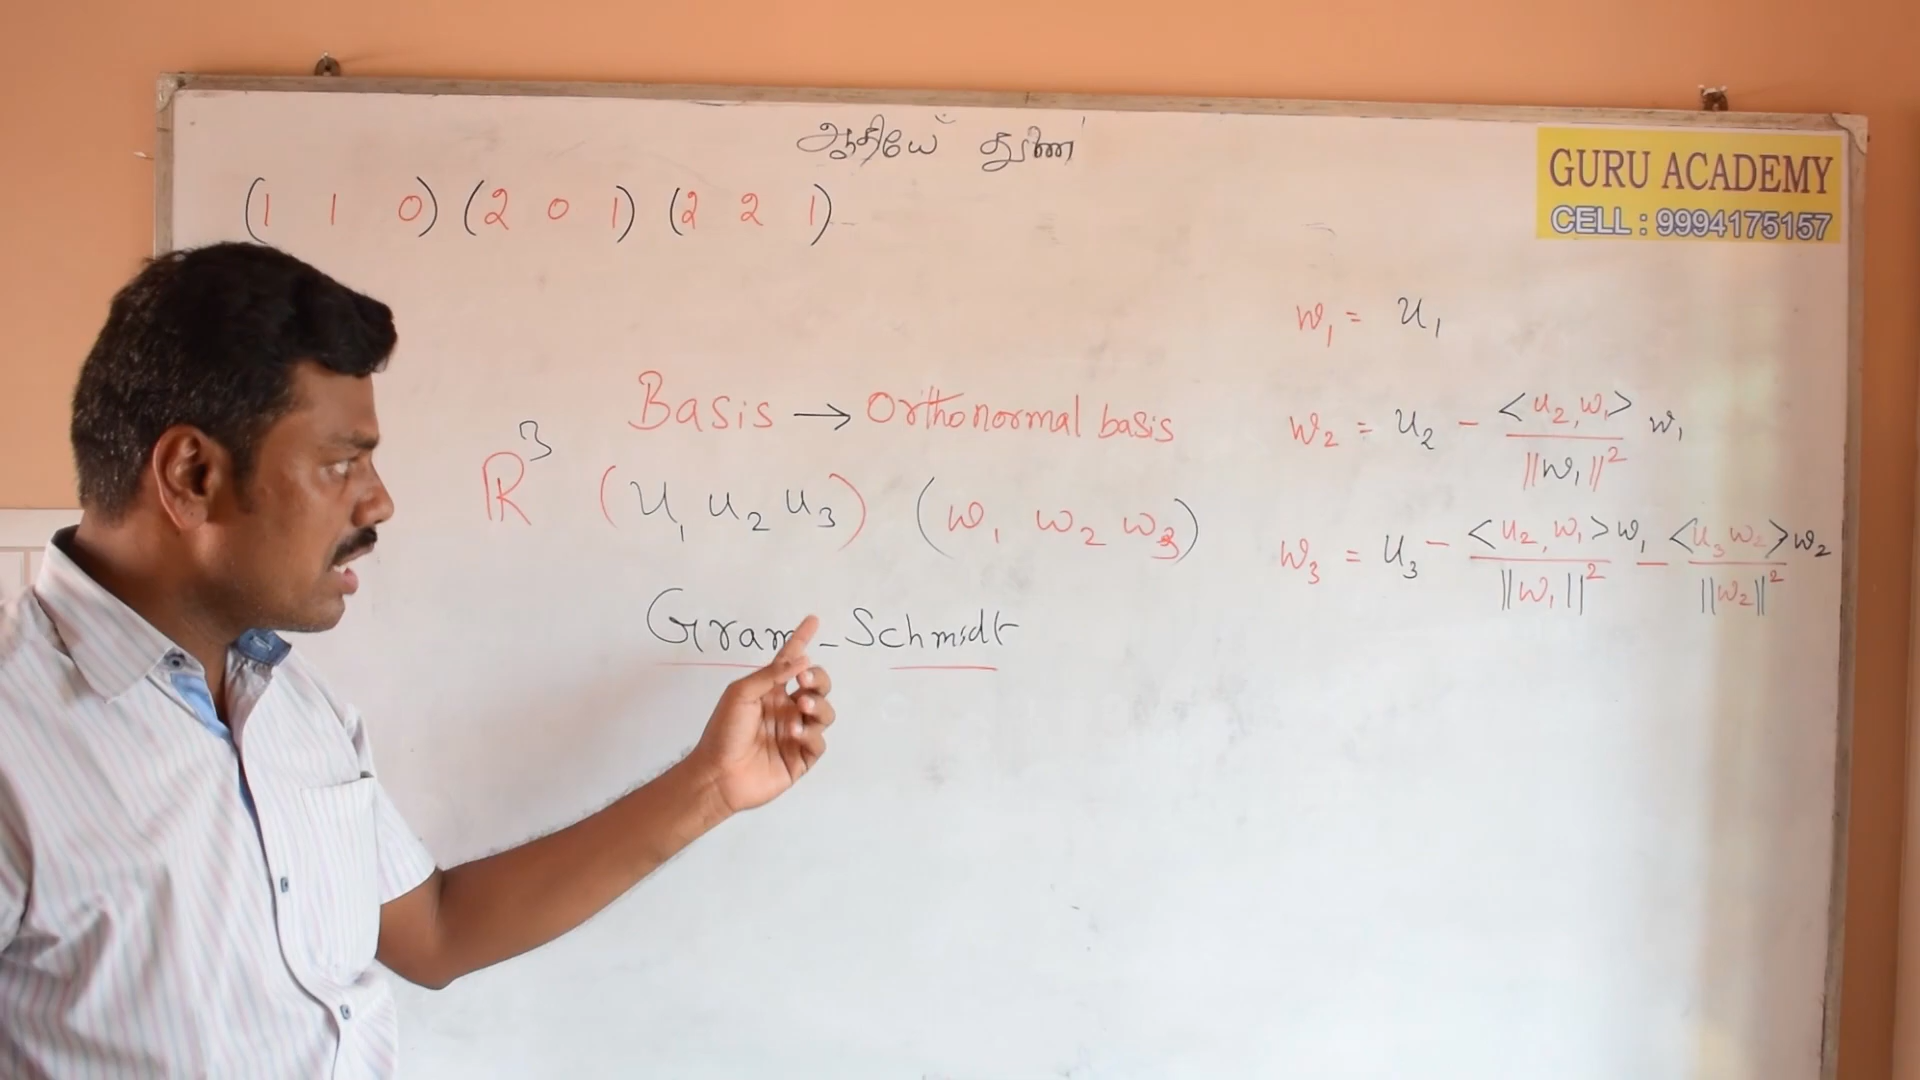 ஆதியே துணை
GURU ACADEMY
CELL : 9994175157
(1 1 0) (2 0 1) (2 2 1)
Basis → Orthonormal basis
R³ (u₁ u₂ u₃) (w₁ w₂ w₃)
Gram - Schmidt
w₁ = u₁
w₂ = u₂ - <u₂, w₁> / ||w₁||² w₁
w₃ = u₃ - <u₂, w₁> w₁ / ||w₁||² - <u₃ w₂> w₂ / ||w₂||²